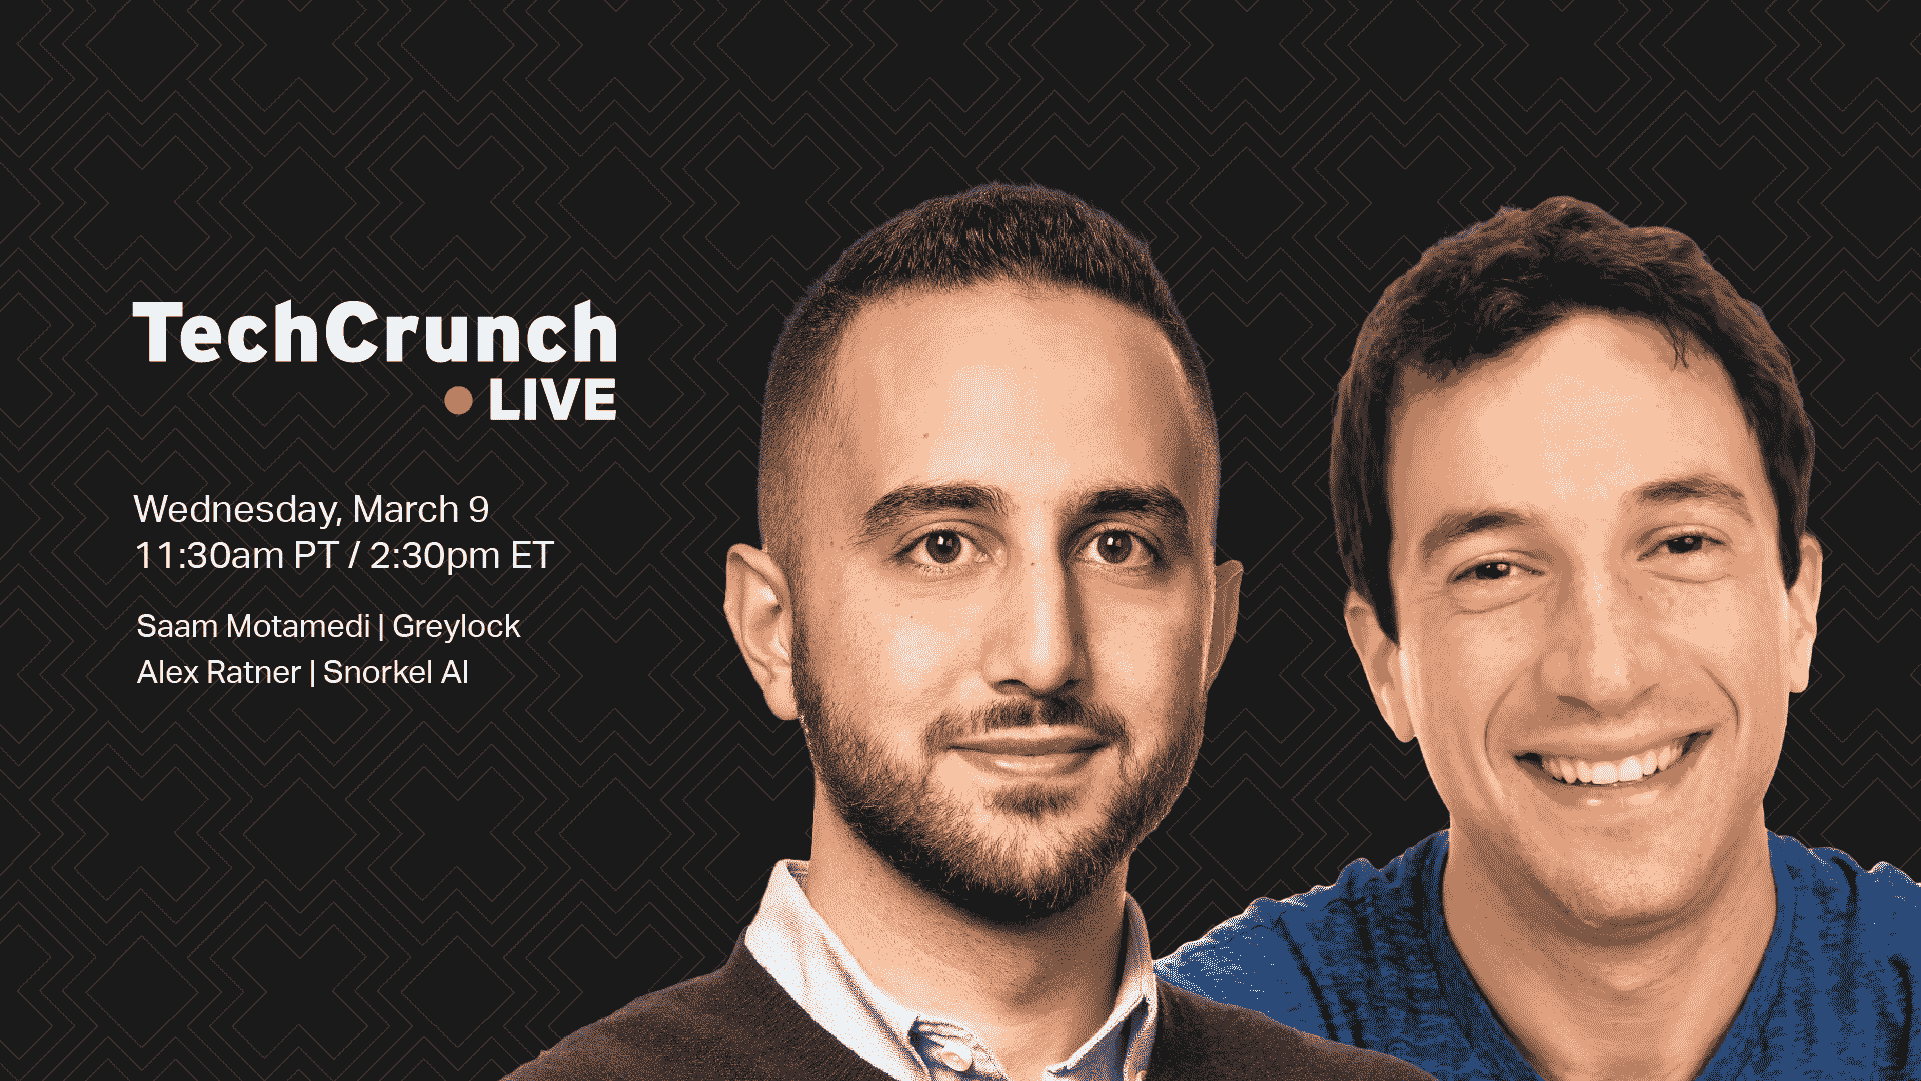 TechCrunch
LIVE
Wednesday, March 9
11:30am PT / 2:30pm ET
Saam Motamedi | Greylock
Alex Ratner | Snorkel AI